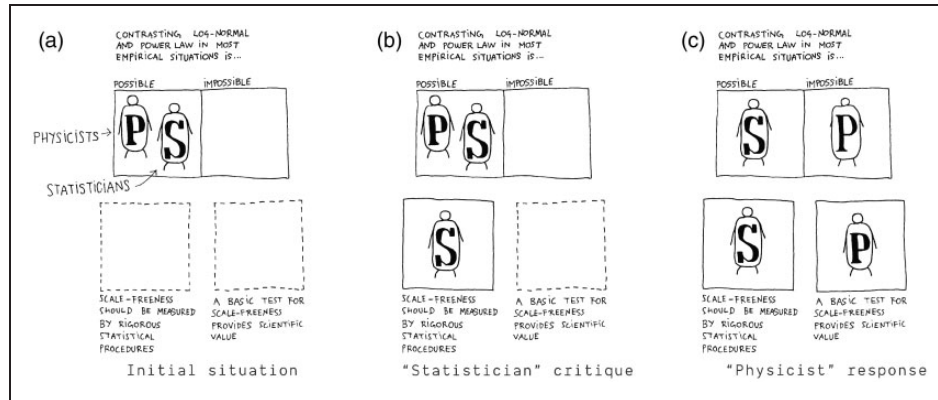 (a)
CONTRASTING LOG-NORMAL
AND POWER LAW IN MOST
EMPIRICAL SITUATIONS IS...
POSSIBLE
IMPOSSIBLE
P
S
PHYSICISTS
STATISTICIANS
SCALE-FREENESS
SHOULD BE MEASURED
BY RIGOROUS
STATISTICAL
PROCEDURES
A BASIC TEST FOR
SCALE-FREENESS
PROVIDES SCIENTIFIC
VALUE
Initial situation
(b)
CONTRASTING LOG-NORMAL
AND POWER LAW IN MOST
EMPIRICAL SITUATIONS IS...
POSSIBLE
IMPOSSIBLE
P
S
S
SCALE-FREENESS
SHOULD BE MEASURED
BY RIGOROUS
STATISTICAL
PROCEDURES
A BASIC TEST FOR
SCALE-FREENESS
PROVIDES SCIENTIFIC
VALUE
"Statistician" critique
(c)
CONTRASTING LOG-NORMAL
AND POWER LAW IN MOST
EMPIRICAL SITUATIONS IS...
POSSIBLE
IMPOSSIBLE
S
P
S
P
SCALE-FREENESS
SHOULD BE MEASURED
BY RIGOROUS
STATISTICAL
PROCEDURES
A BASIC TEST FOR
SCALE-FREENESS
PROVIDES SCIENTIFIC
VALUE
"Physicist" response